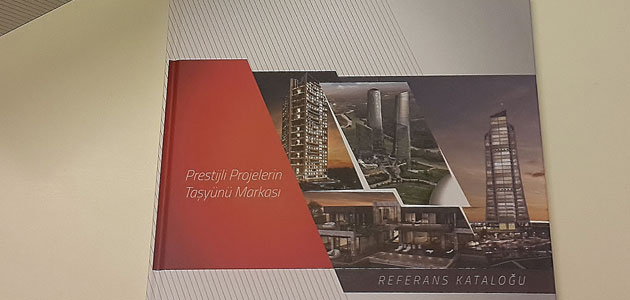 Prestijli Projelerin
Taşyünü Markası
REFERANS KATALOĞU